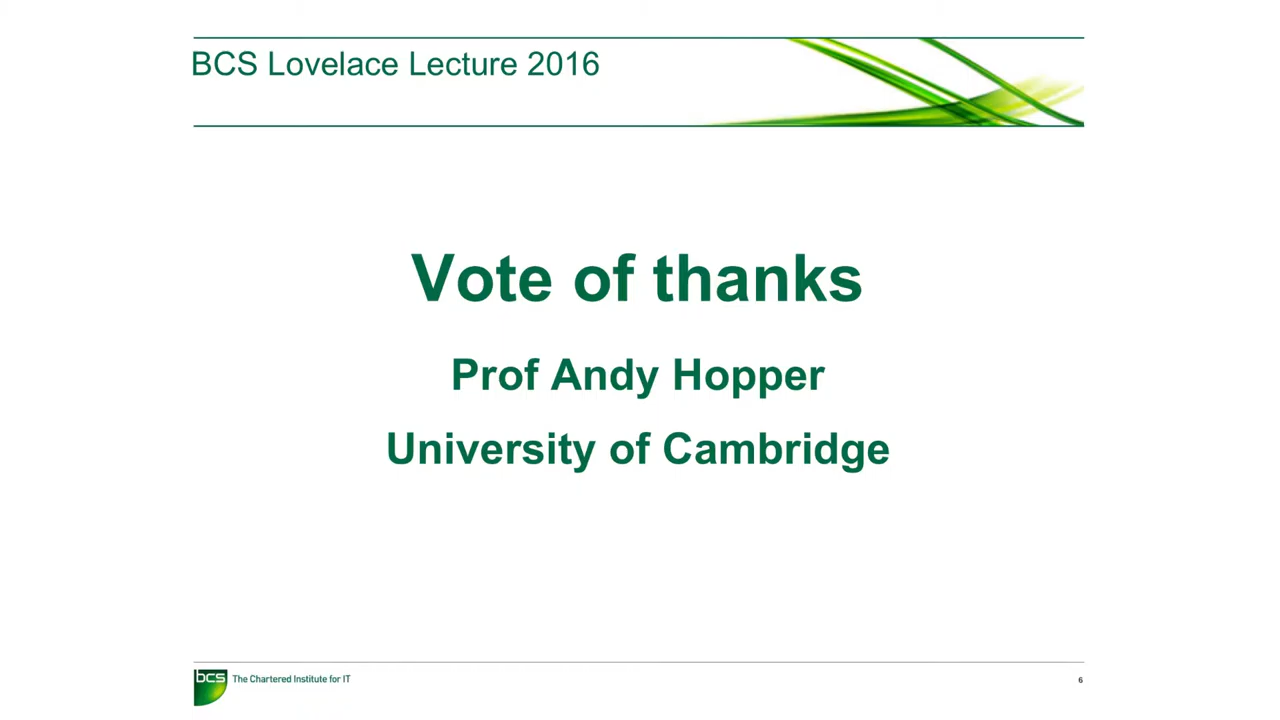 BCS Lovelace Lecture 2016
Vote of thanks
Prof Andy Hopper
University of Cambridge
bcs The Chartered Institute for IT
6